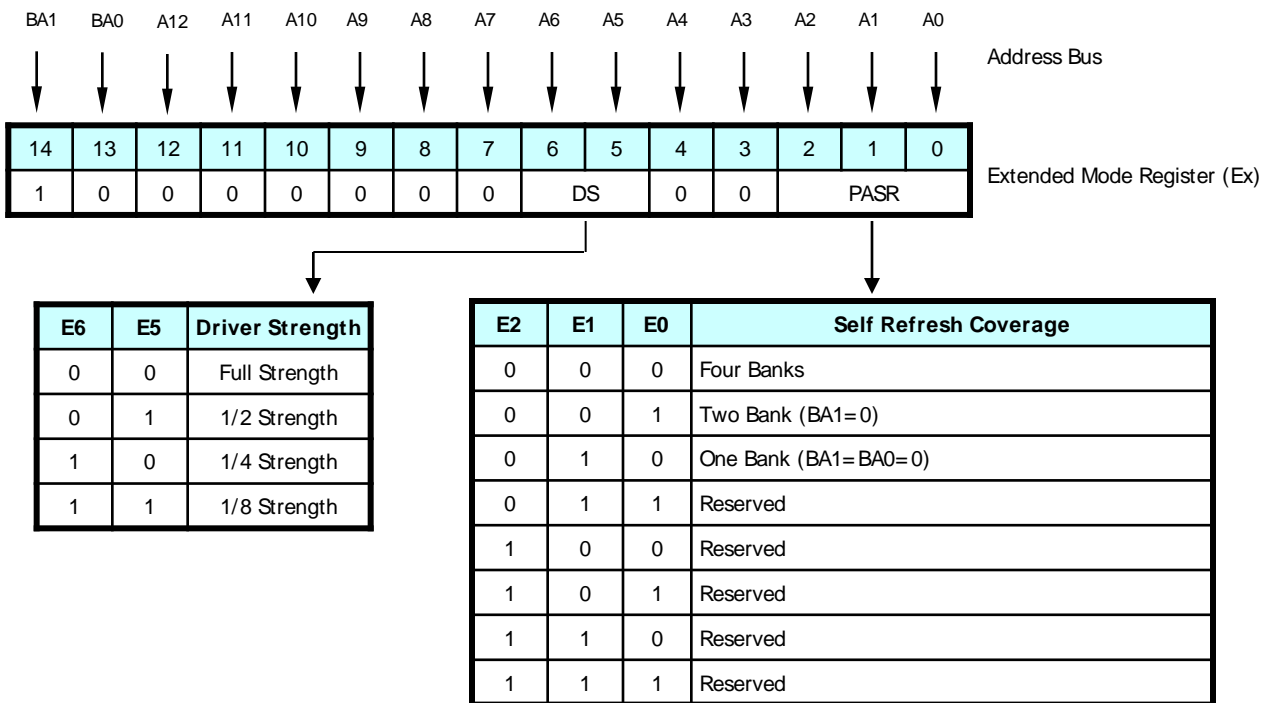 BA1 BA0 A12 A11 A10 A9 A8 A7 A6 A5 A4 A3 A2 A1 A0
Address Bus
14 13 12 11 10 9 8 7 6 5 4 3 2 1 0
1 0 0 0 0 0 0 0 DS 0 0 PASR
Extended Mode Register (Ex)
E6 E5 Driver Strength
0 0 Full Strength
0 1 1/2 Strength
1 0 1/4 Strength
1 1 1/8 Strength
E2 E1 E0 Self Refresh Coverage
0 0 0 Four Banks
0 0 1 Two Bank (BA1=0)
0 1 0 One Bank (BA1=BA0=0)
0 1 1 Reserved
1 0 0 Reserved
1 0 1 Reserved
1 1 0 Reserved
1 1 1 Reserved